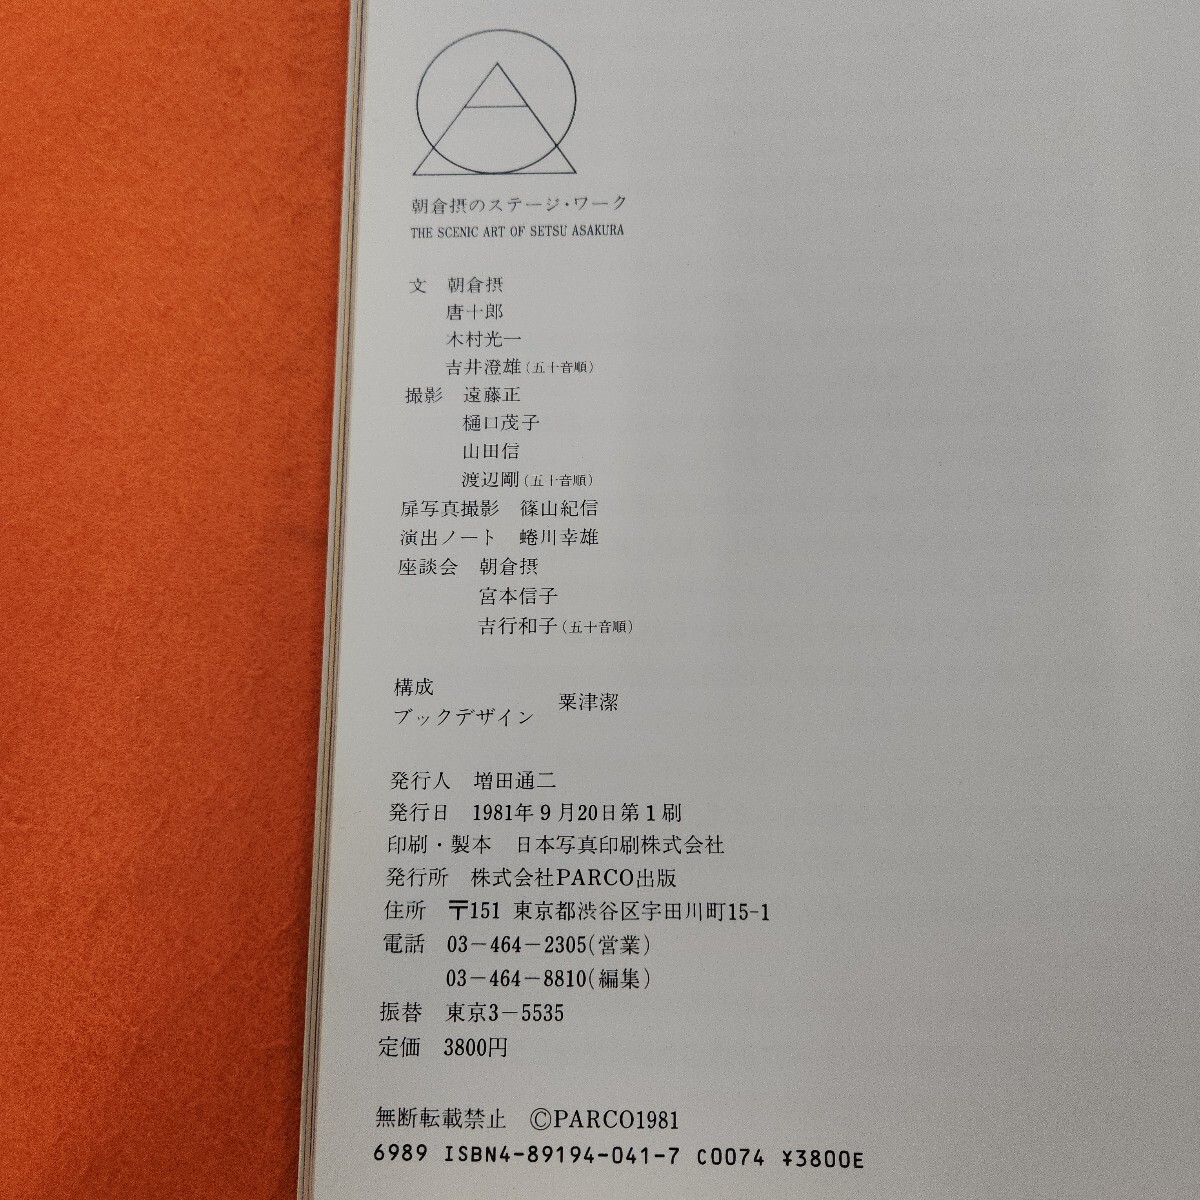 朝倉摂のステージ・ワーク
THE SCENIC ART OF SETSU ASAKURA
文 朝倉摂
唐十郎
木村光一
吉井澄雄(五十音順)
撮影 遠藤正
樋口茂子
山田信
渡辺剛(五十音順)
扉写真撮影 篠山紀信
演出ノート 蜷川幸雄
座談会 朝倉摂
宮本信子
吉行和子(五十音順)
構成
ブックデザイン 粟津潔
発行人 増田通二
発行日 1981年9月20日第1刷
印刷・製本 日本写真印刷株式会社
発行所 株式会社PARCO出版
住所 〒151 東京都渋谷区宇田川町15-1
電話 03-464-2305(営業)
03-464-8810(編集)
振替 東京3-5535
定価 3800円
無断転載禁止 ©PARCO1981
6989 ISBN4-89194-041-7 C0074 ¥3800E